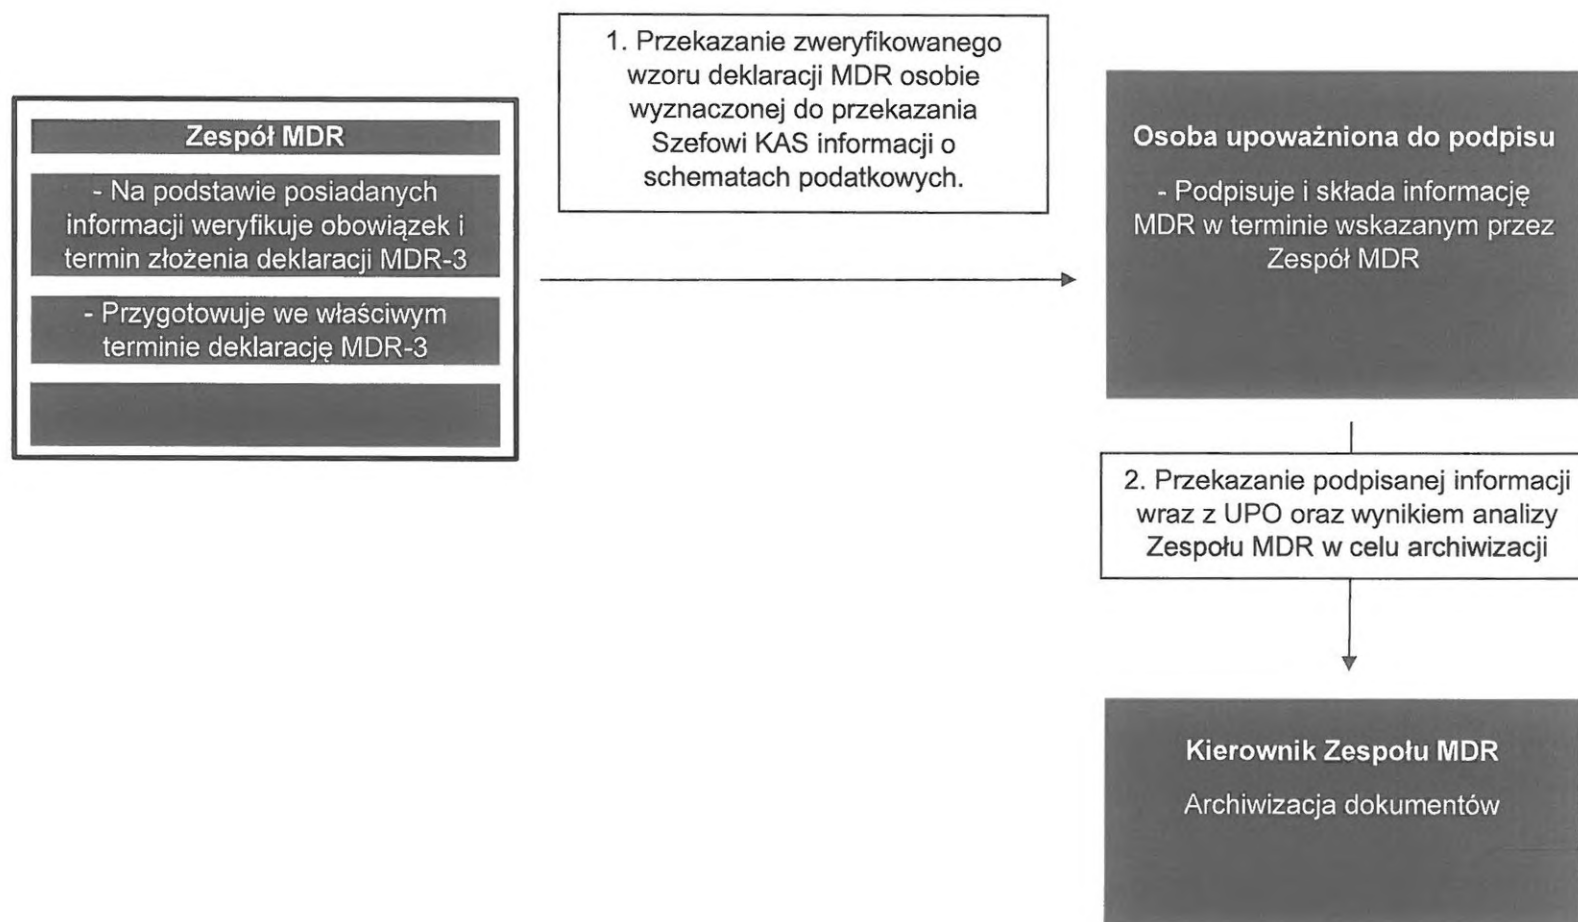 Zespół MDR
- Na podstawie posiadanych
informacji weryfikuje obowiązek i
termin złożenia deklaracji MDR-3
- Przygotowuje we właściwym
terminie deklarację MDR-3
1. Przekazanie zweryfikowanego
wzoru deklaracji MDR osobie
wyznaczonej do przekazania
Szefowi KAS informacji o
schematach podatkowych.
Osoba upoważniona do podpisu
- Podpisuje i składa informację
MDR w terminie wskazanym przez
Zespół MDR
2. Przekazanie podpisanej informacji
wraz z UPO oraz wynikiem analizy
Zespołu MDR w celu archiwizacji
Kierownik Zespołu MDR
Archiwizacja dokumentów